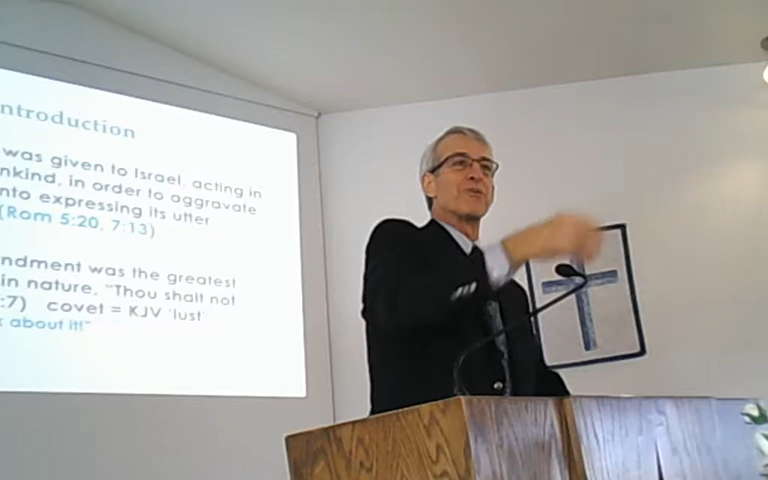 ntroduction
was given to Israel, acting in
nkind, in order to aggravate
nto expressing its utter
(Rom 5:20, 7:13)
ndment was the greatest
in nature, "Thou shalt not
:7) covet = KJV 'lust'
about it!"